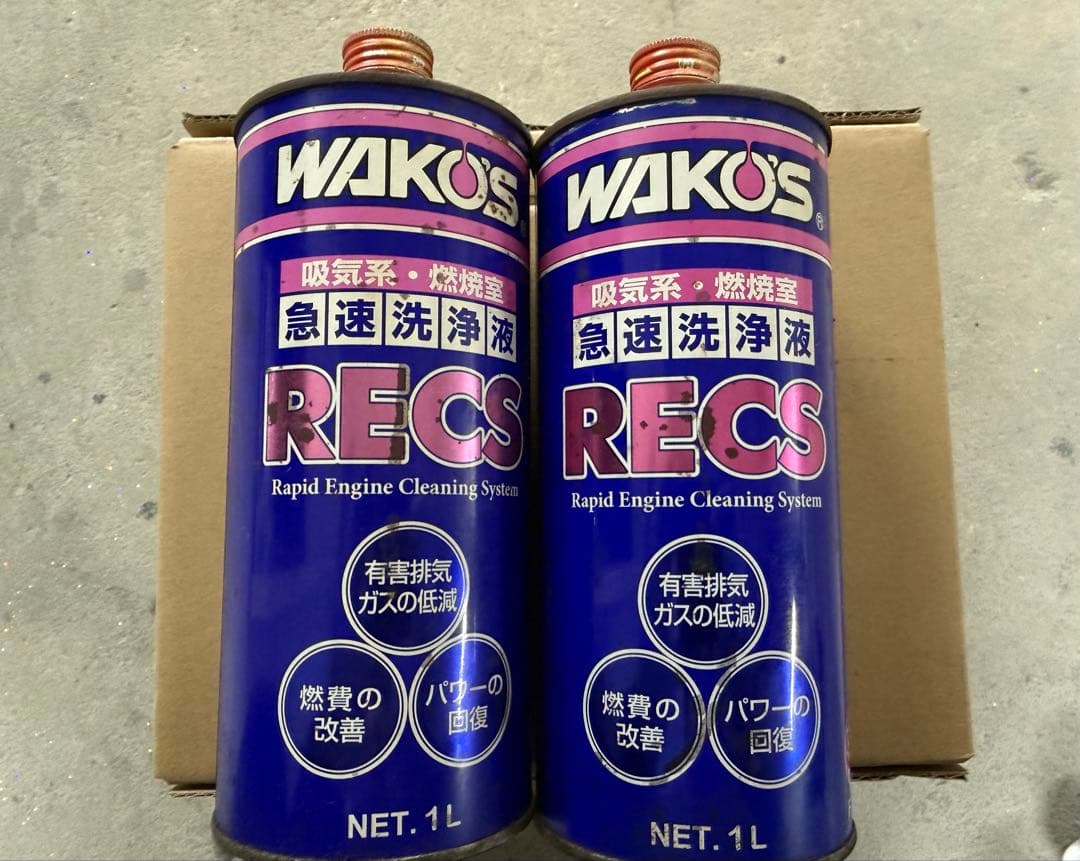 WAKO'S
吸気系・燃焼室
急速洗浄液
RECS
Rapid Engine Cleaning System
有害排気
ガスの低減
燃費の
改善
パワーの
回復
NET. 1L
WAKO'S®
吸気系・燃焼室
急速洗浄液
RECS
Rapid Engine Cleaning System
有害排気
ガスの低減
燃費の
改善
パワーの
回復
NET. 1L